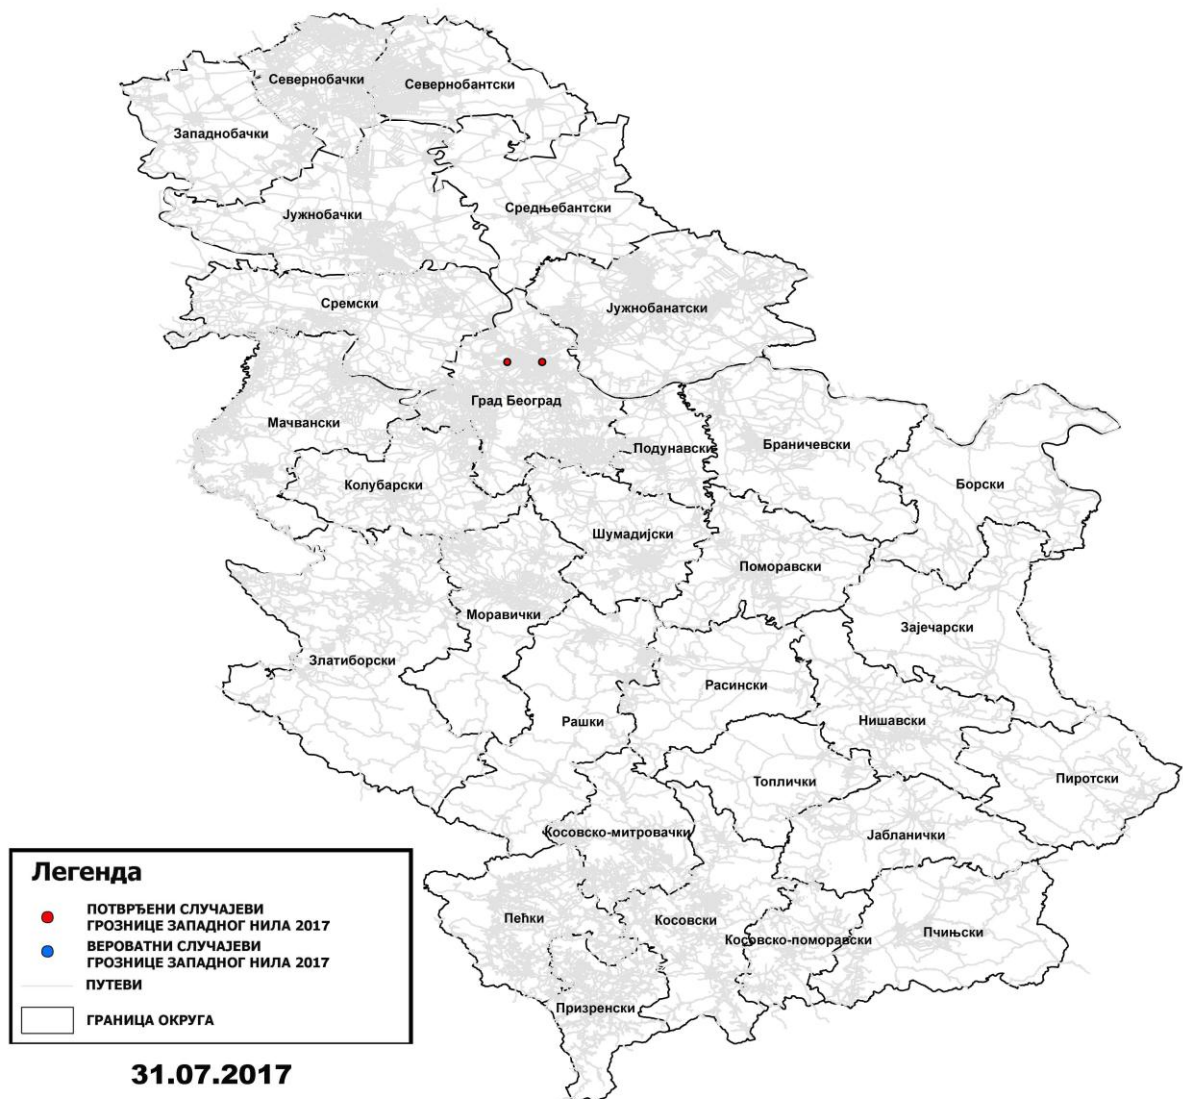 Севернобачки
Севернобантски
Западнобачки
Јужнобачки
Средњебантски
Сремски
Јужнобанатски
Град Београд
Мачвански
Подунавски
Браничевски
Колубарски
Борски
Шумадијски
Поморавски
Моравички
Зајечарски
Златиборски
Расински
Рашки
Нишавски
Топлички
Пиротски
Косовско-митровачки
Јабланички
Пећки
Косовски
Косовско-поморавски
Пчињски
Призренски
Легенда
ПОТВРЂЕНИ СЛУЧАЈЕВИ
ГРОЗНИЦЕ ЗАПАДНОГ НИЛА 2017
ВЕРОВАТНИ СЛУЧАЈЕВИ
ГРОЗНИЦЕ ЗАПАДНОГ НИЛА 2017
ПУТЕВИ
ГРАНИЦА ОКРУГА
31.07.2017